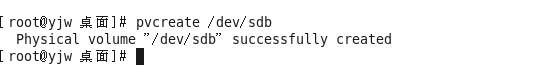 [root@yjw 桌面]# pvcreate /dev/sdb
  Physical volume "/dev/sdb" successfully created
[root@yjw 桌面]#